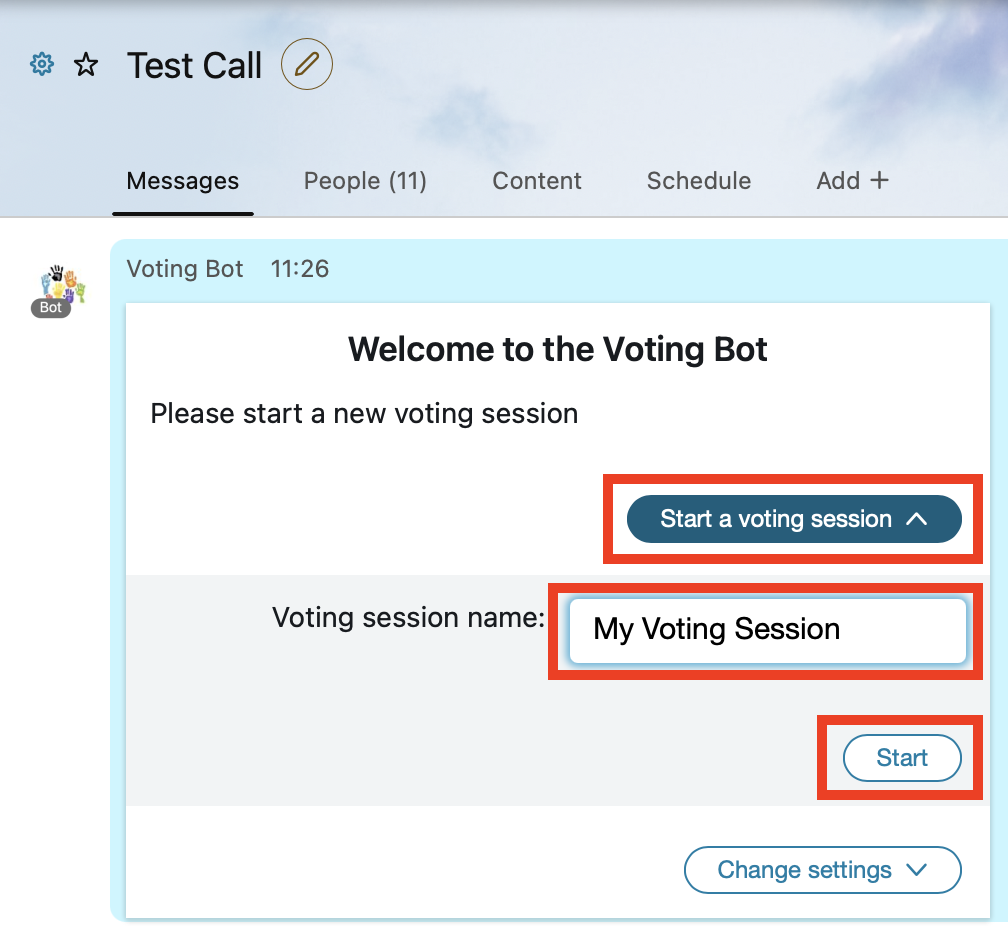 Test Call
Messages People (11) Content Schedule Add +
Voting Bot 11:26
Bot
Welcome to the Voting Bot
Please start a new voting session
Start a voting session
Voting session name: My Voting Session
Start
Change settings